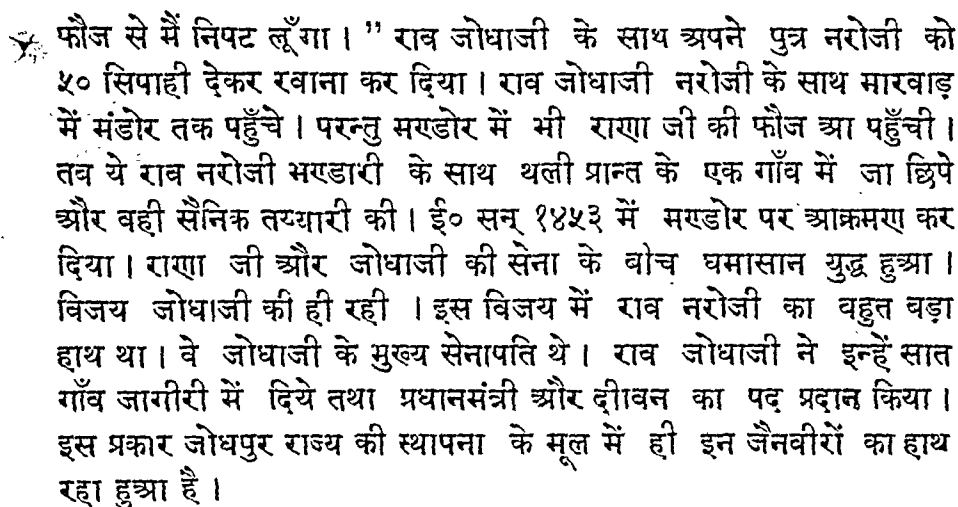 फौज से मैं निपट लूँगा । ” राव जोधाजी के साथ अपने पुत्र नरोजी को
५० सिपाही देकर रवाना कर दिया । राव जोधाजी नरोजी के साथ मारवाड़
में मंडोर तक पहुँचे । परन्तु मण्डोर में भी राणा जी की फौज आ पहुँची ।
तब ये राव नरोजी भण्डारी के साथ थली प्रान्त के एक गाँव में जा छिपे
और वही सैनिक तय्यारी की । ई० सन् १४५३ में मण्डोर पर आक्रमण कर
दिया । राणा जी और जोधाजी की सेना के बोच घमासान युद्ध हुआ ।
विजय जोधाजी की ही रही । इस विजय में राव नरोजी का वहुत बड़ा
हाथ था । वे जोधाजी के मुख्य सेनापति थे । राव जोधाजी ने इन्हें सात
गाँव जागीरी में दिये तथा प्रधानमंत्री और दीावन का पद प्रदान किया ।
इस प्रकार जोधपुर राज्य की स्थापना के मूल में ही इन जैनवीरों का हाथ
रहा हुआ है ।